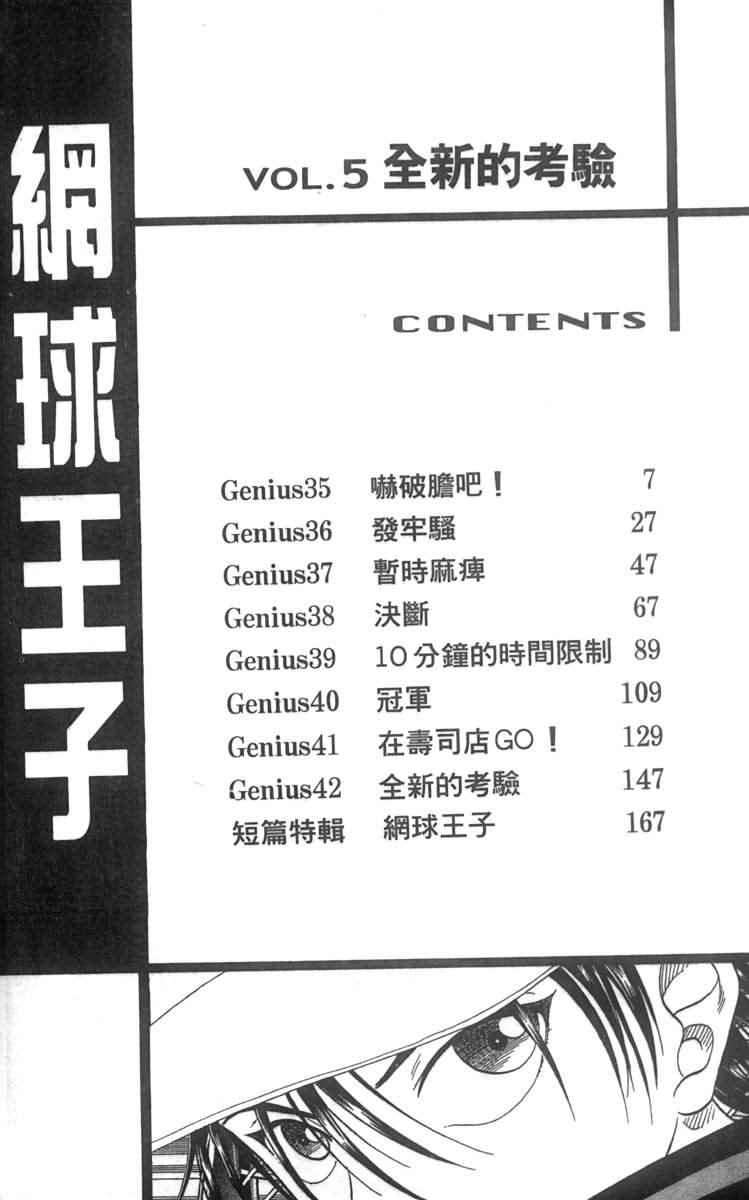 網球王子
VOL.5 全新的考驗
CONTENTS
Genius35 嚇破膽吧! 7
Genius36 發牢騷 27
Genius37 暫時麻痺 47
Genius38 決斷 67
Genius39 10分鐘的時間限制 89
Genius40 冠軍 109
Genius41 在壽司店GO! 129
Genius42 全新的考驗 147
短篇特輯 網球王子 167